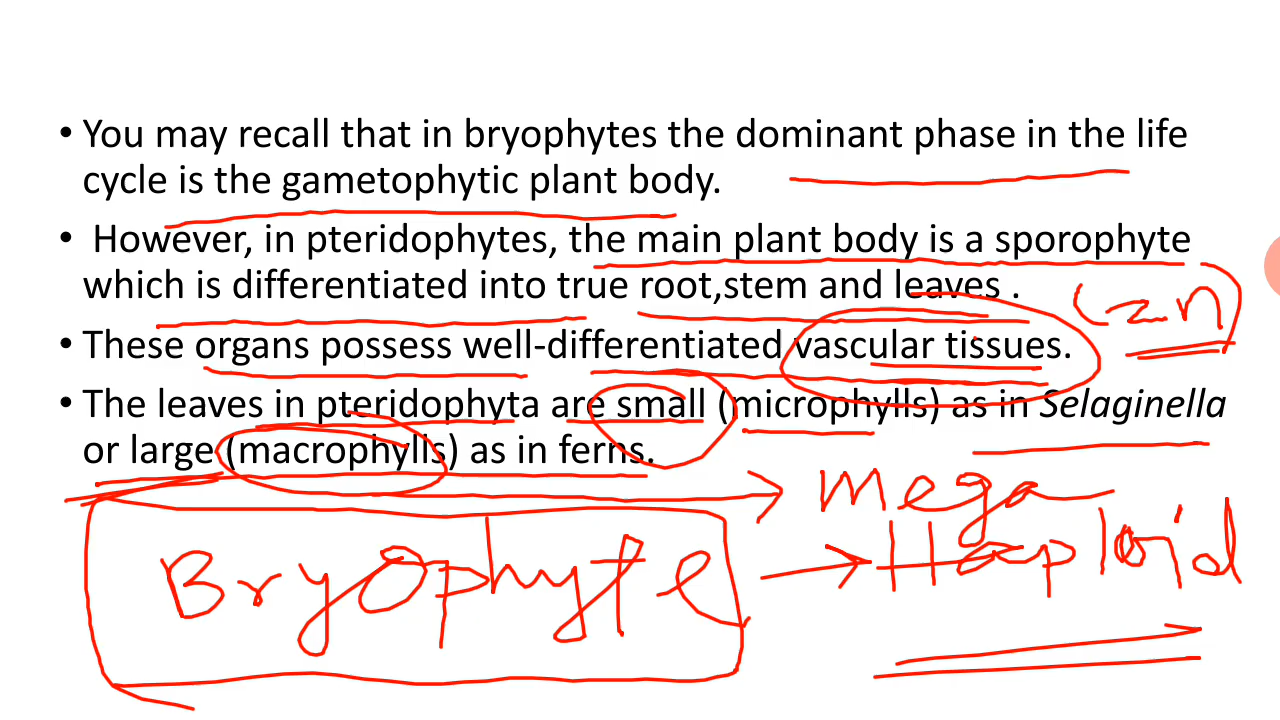 • You may recall that in bryophytes the dominant phase in the life
cycle is the gametophytic plant body.
• However, in pteridophytes, the main plant body is a sporophyte
which is differentiated into true root,stem and leaves .
(2n)
• These organs possess well-differentiated vascular tissues.
• The leaves in pteridophyta are small (microphylls) as in Selaginella
or large (macrophylls) as in ferns.
Mega
Bryophyte → Haploid